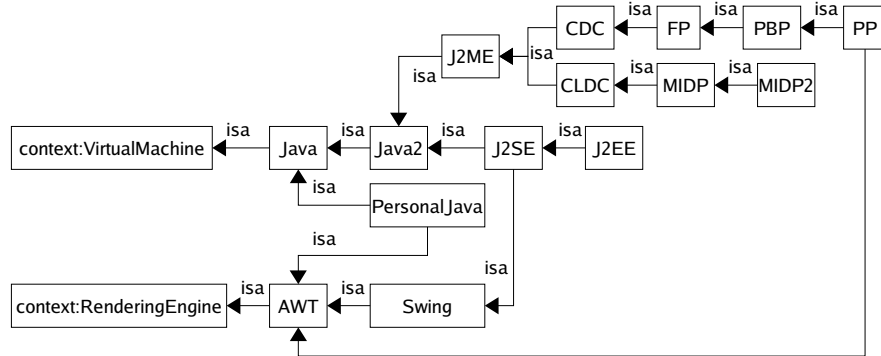 CDC isa FP isa PBP isa PP
J2ME isa
isa CLDC isa MIDP isa MIDP2
context:VirtualMachine isa Java isa Java2 isa J2SE isa J2EE
isa
PersonalJava
isa
isa
context:RenderingEngine isa AWT isa Swing